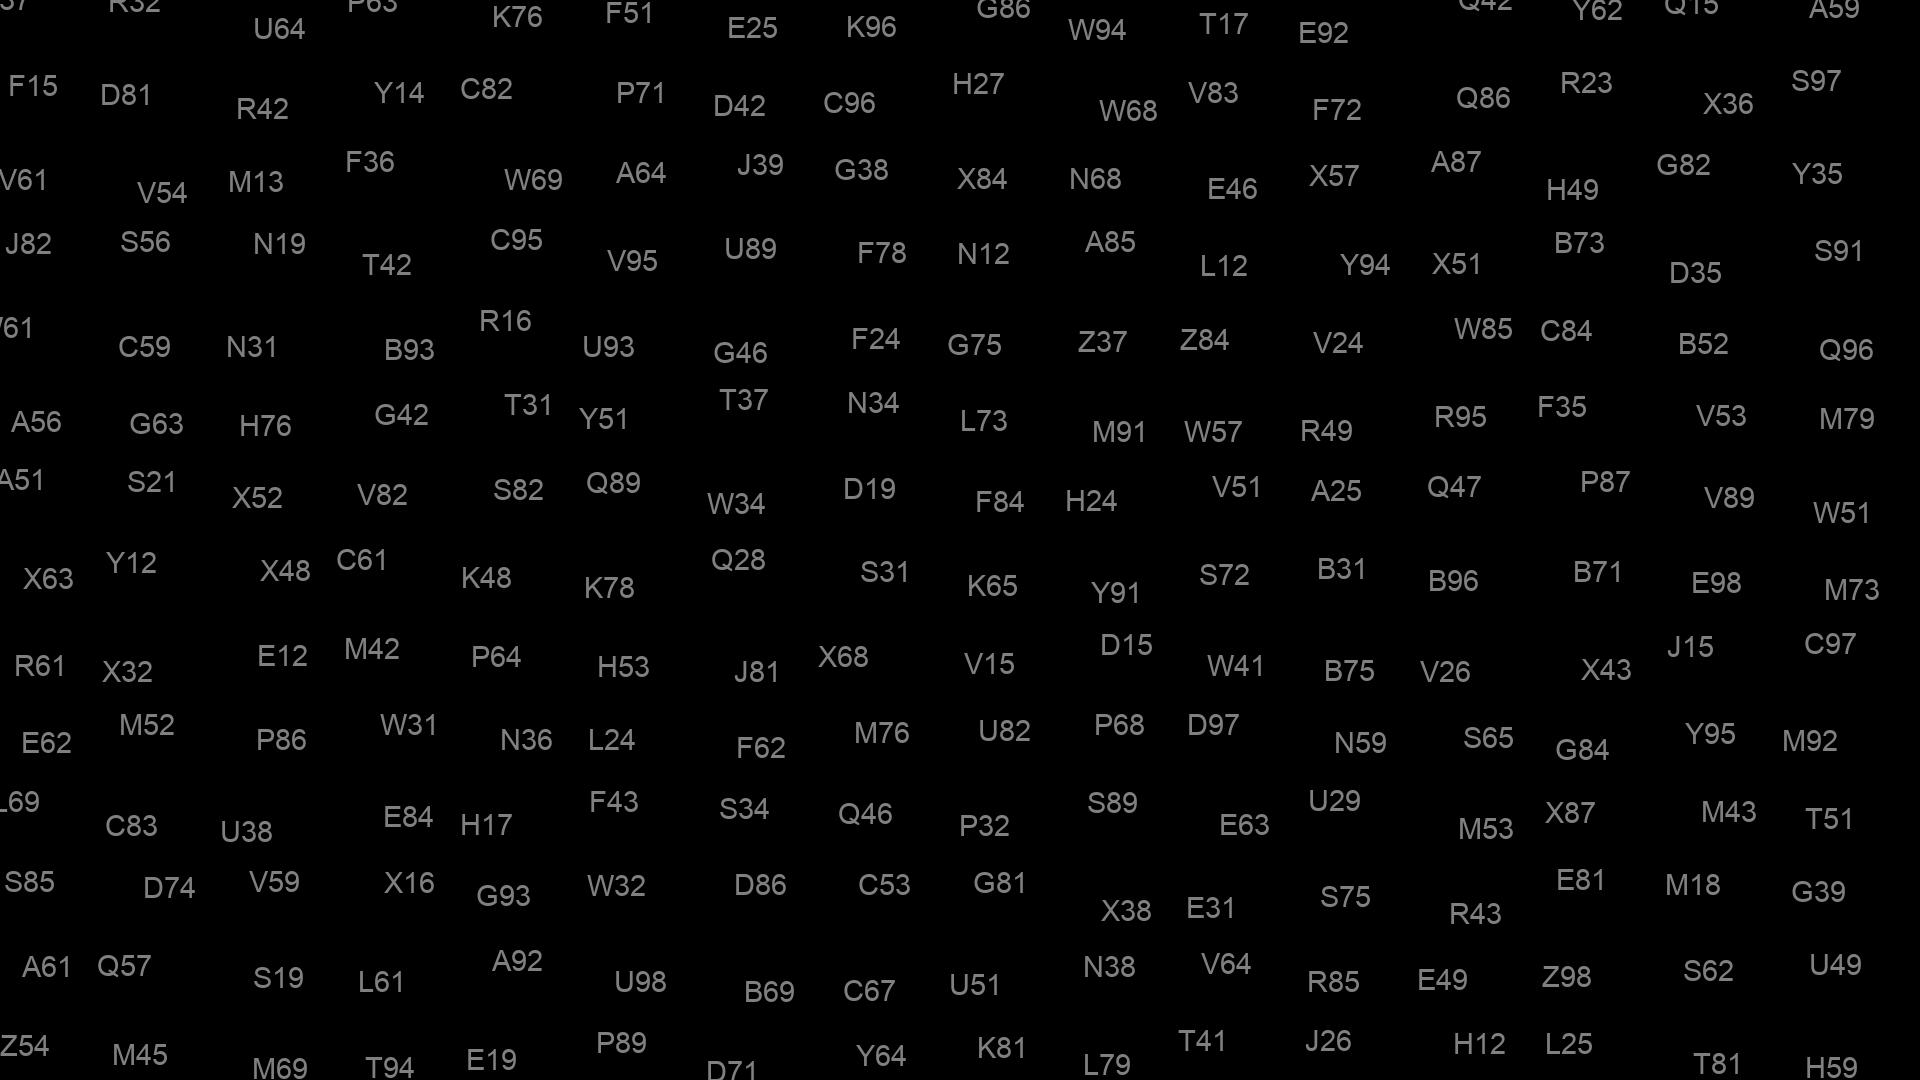 R32 U64 P63 K76 F51 E25 K96 G86 W94 T17 E92 Q42 Y62 Q15 A59
F15 D81 R42 Y14 C82 P71 D42 C96 H27 W68 V83 F72 Q86 R23 X36 S97
V61 V54 M13 F36 W69 A64 J39 G38 X84 N68 E46 X57 A87 H49 G82 Y35
J82 S56 N19 T42 C95 V95 U89 F78 N12 A85 L12 Y94 X51 B73 D35 S91
C59 N31 B93 R16 U93 G46 F24 G75 Z37 Z84 V24 W85 C84 B52 Q96
A56 G63 H76 G42 T31 Y51 T37 N34 L73 M91 W57 R49 R95 F35 V53 M79
A51 S21 X52 V82 S82 Q89 W34 D19 F84 H24 V51 A25 Q47 P87 V89 W51
X63 Y12 X48 C61 K48 K78 Q28 S31 K65 Y91 S72 B31 B96 B71 E98 M73
R61 X32 E12 M42 P64 H53 J81 X68 V15 D15 W41 B75 V26 X43 J15 C97
E62 M52 P86 W31 N36 L24 F62 M76 U82 P68 D97 N59 S65 G84 Y95 M92
L69 C83 U38 E84 H17 F43 S34 Q46 P32 S89 E63 U29 M53 X87 M43 T51
S85 D74 V59 X16 G93 W32 D86 C53 G81 X38 E31 S75 R43 E81 M18 G39
A61 Q57 S19 L61 A92 U98 B69 C67 U51 N38 V64 R85 E49 Z98 S62 U49
Z54 M45 M69 T94 E19 P89 D71 Y64 K81 L79 T41 J26 H12 L25 T81 H59